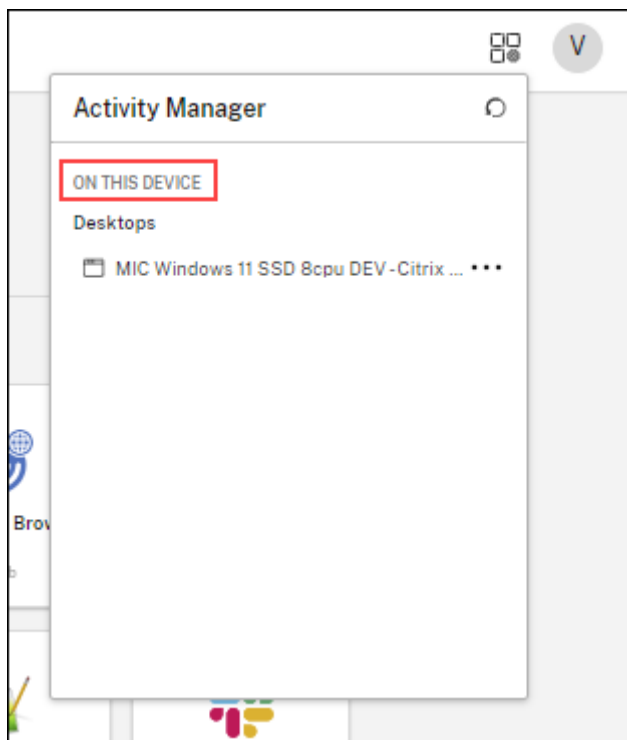 V
Activity Manager
ON THIS DEVICE
Desktops
MIC Windows 11 SSD 8cpu DEV - Citrix ... •••
Brow
b